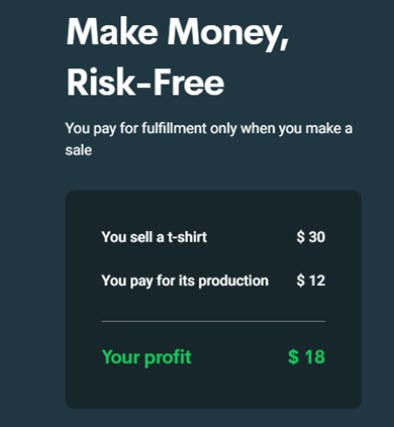 Make Money,
Risk-Free
You pay for fulfillment only when you make a
sale
You sell a t-shirt $ 30
You pay for its production $ 12
Your profit $ 18